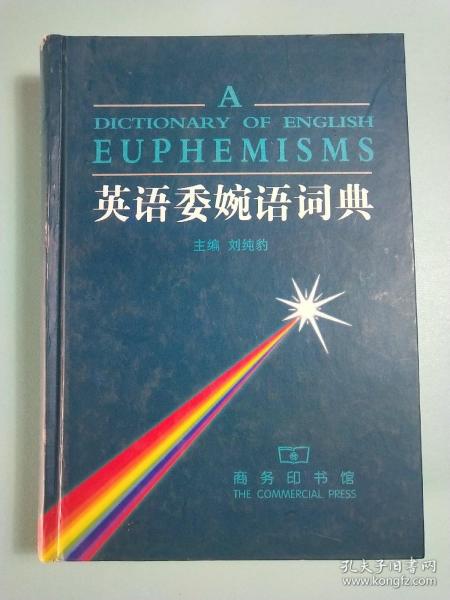 A
DICTIONARY OF ENGLISH
EUPHEMISMS
英语委婉语词典
主编 刘纯豹
商务印书馆
THE COMMERCIAL PRESS
孔夫子旧书网
www.kongfz.com